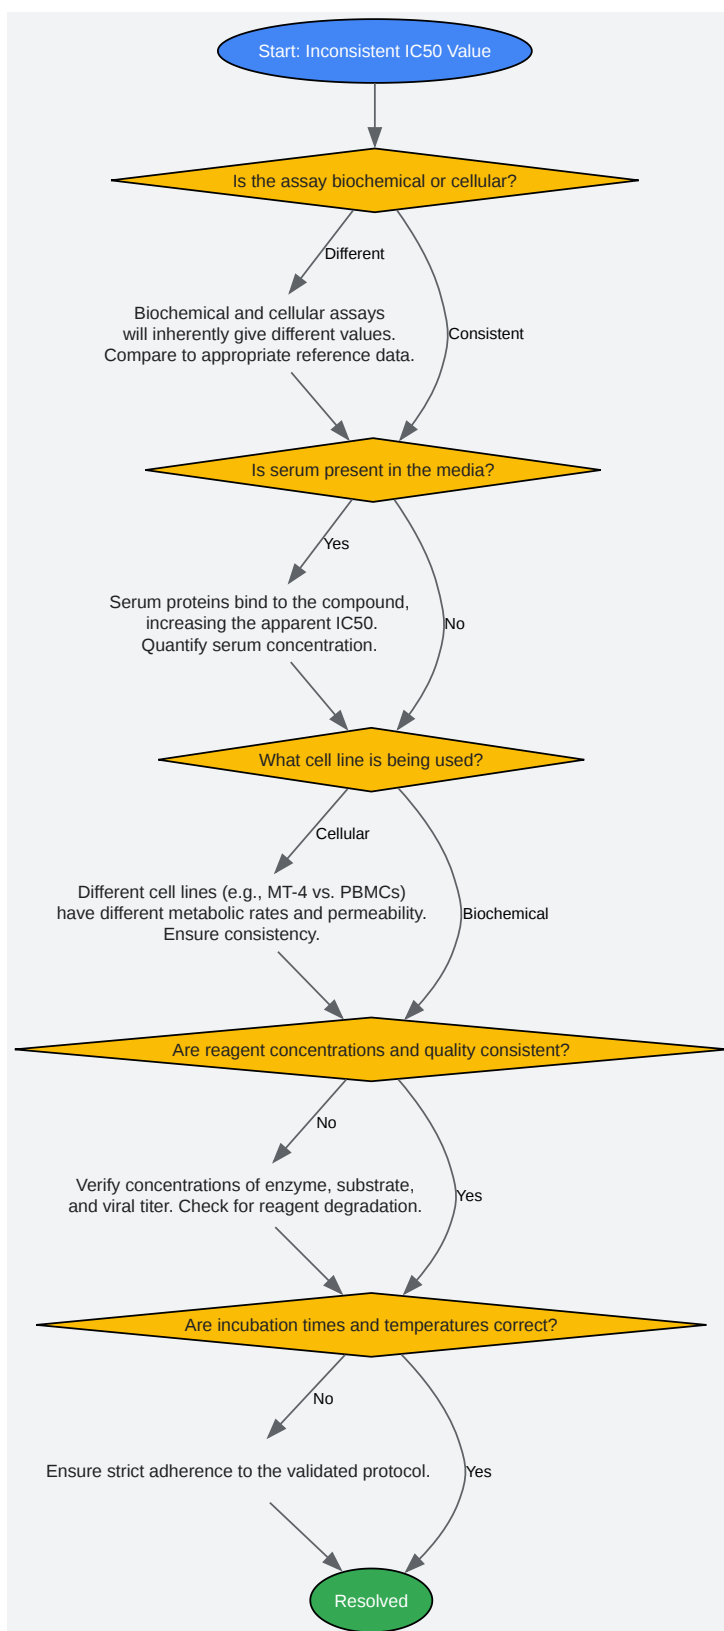 Start: Inconsistent IC50 Value
Is the assay biochemical or cellular?
Different
Biochemical and cellular assays
will inherently give different values.
Compare to appropriate reference data.
Consistent
Is serum present in the media?
Yes
Serum proteins bind to the compound,
increasing the apparent IC50.
Quantify serum concentration.
No
What cell line is being used?
Cellular
Different cell lines (e.g., MT-4 vs. PBMCs)
have different metabolic rates and permeability.
Ensure consistency.
Biochemical
Are reagent concentrations and quality consistent?
No
Verify concentrations of enzyme, substrate,
and viral titer. Check for reagent degradation.
Yes
Are incubation times and temperatures correct?
No
Ensure strict adherence to the validated protocol.
Yes
Resolved